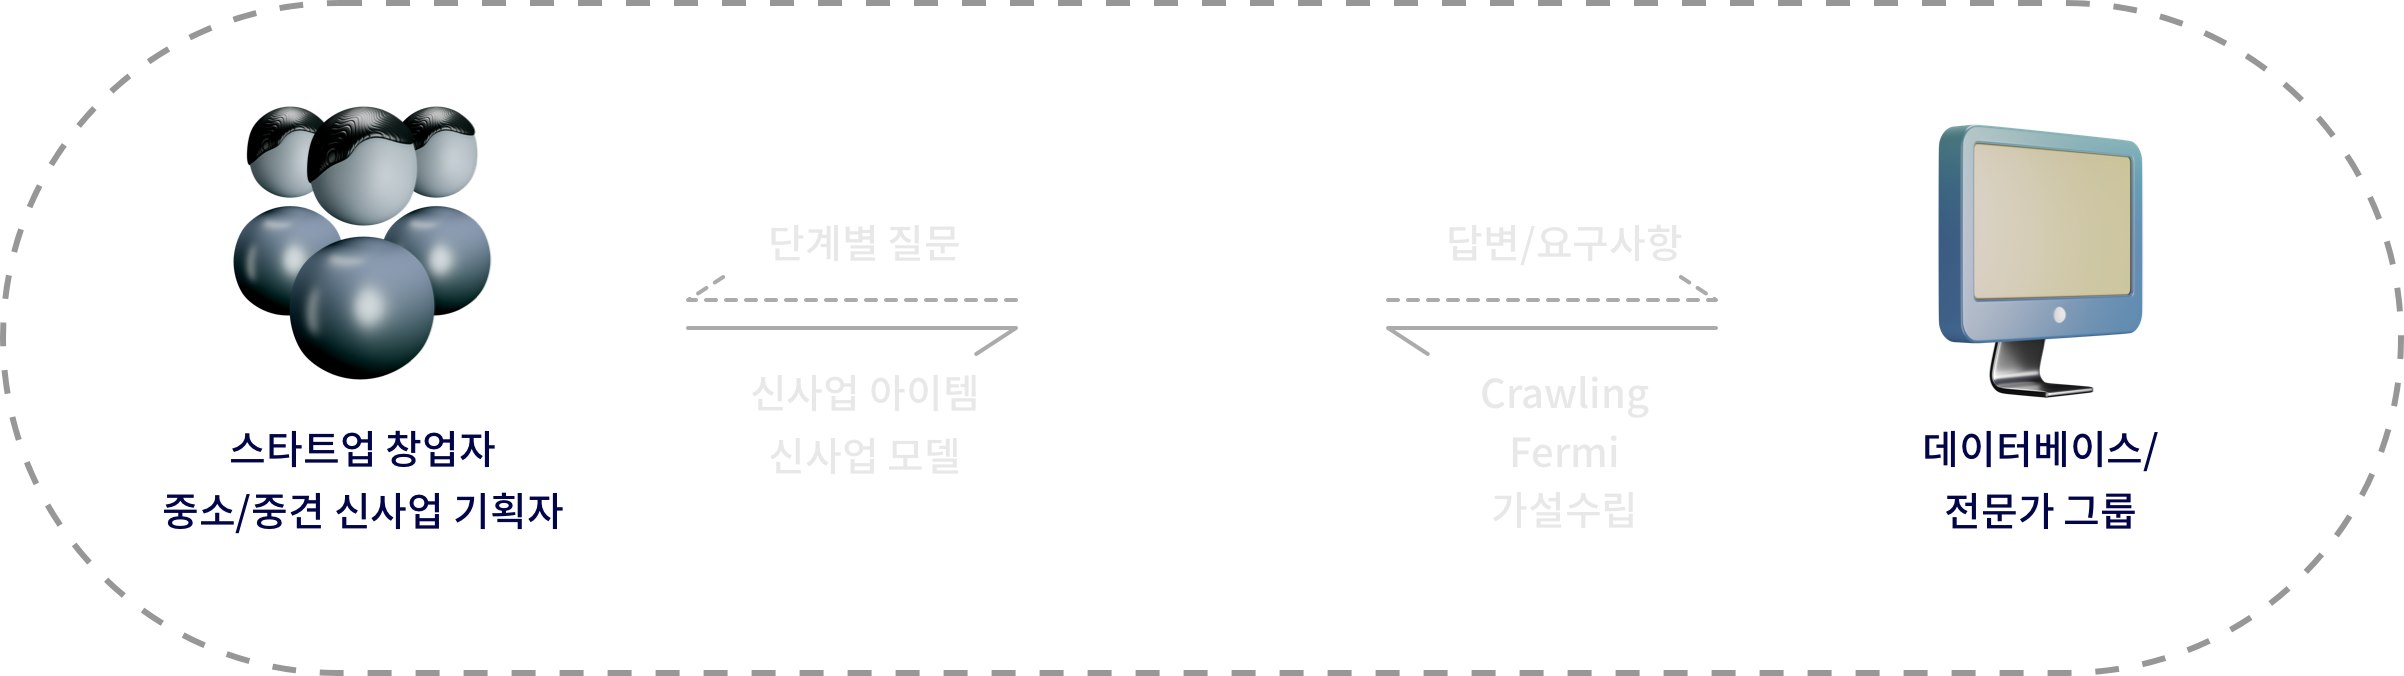 단계별 질문
신사업 아이템
신사업 모델
답변/요구사항
Crawling
Fermi
가설수립
스타트업 창업자
중소/중견 신사업 기획자
데이터베이스/
전문가 그룹